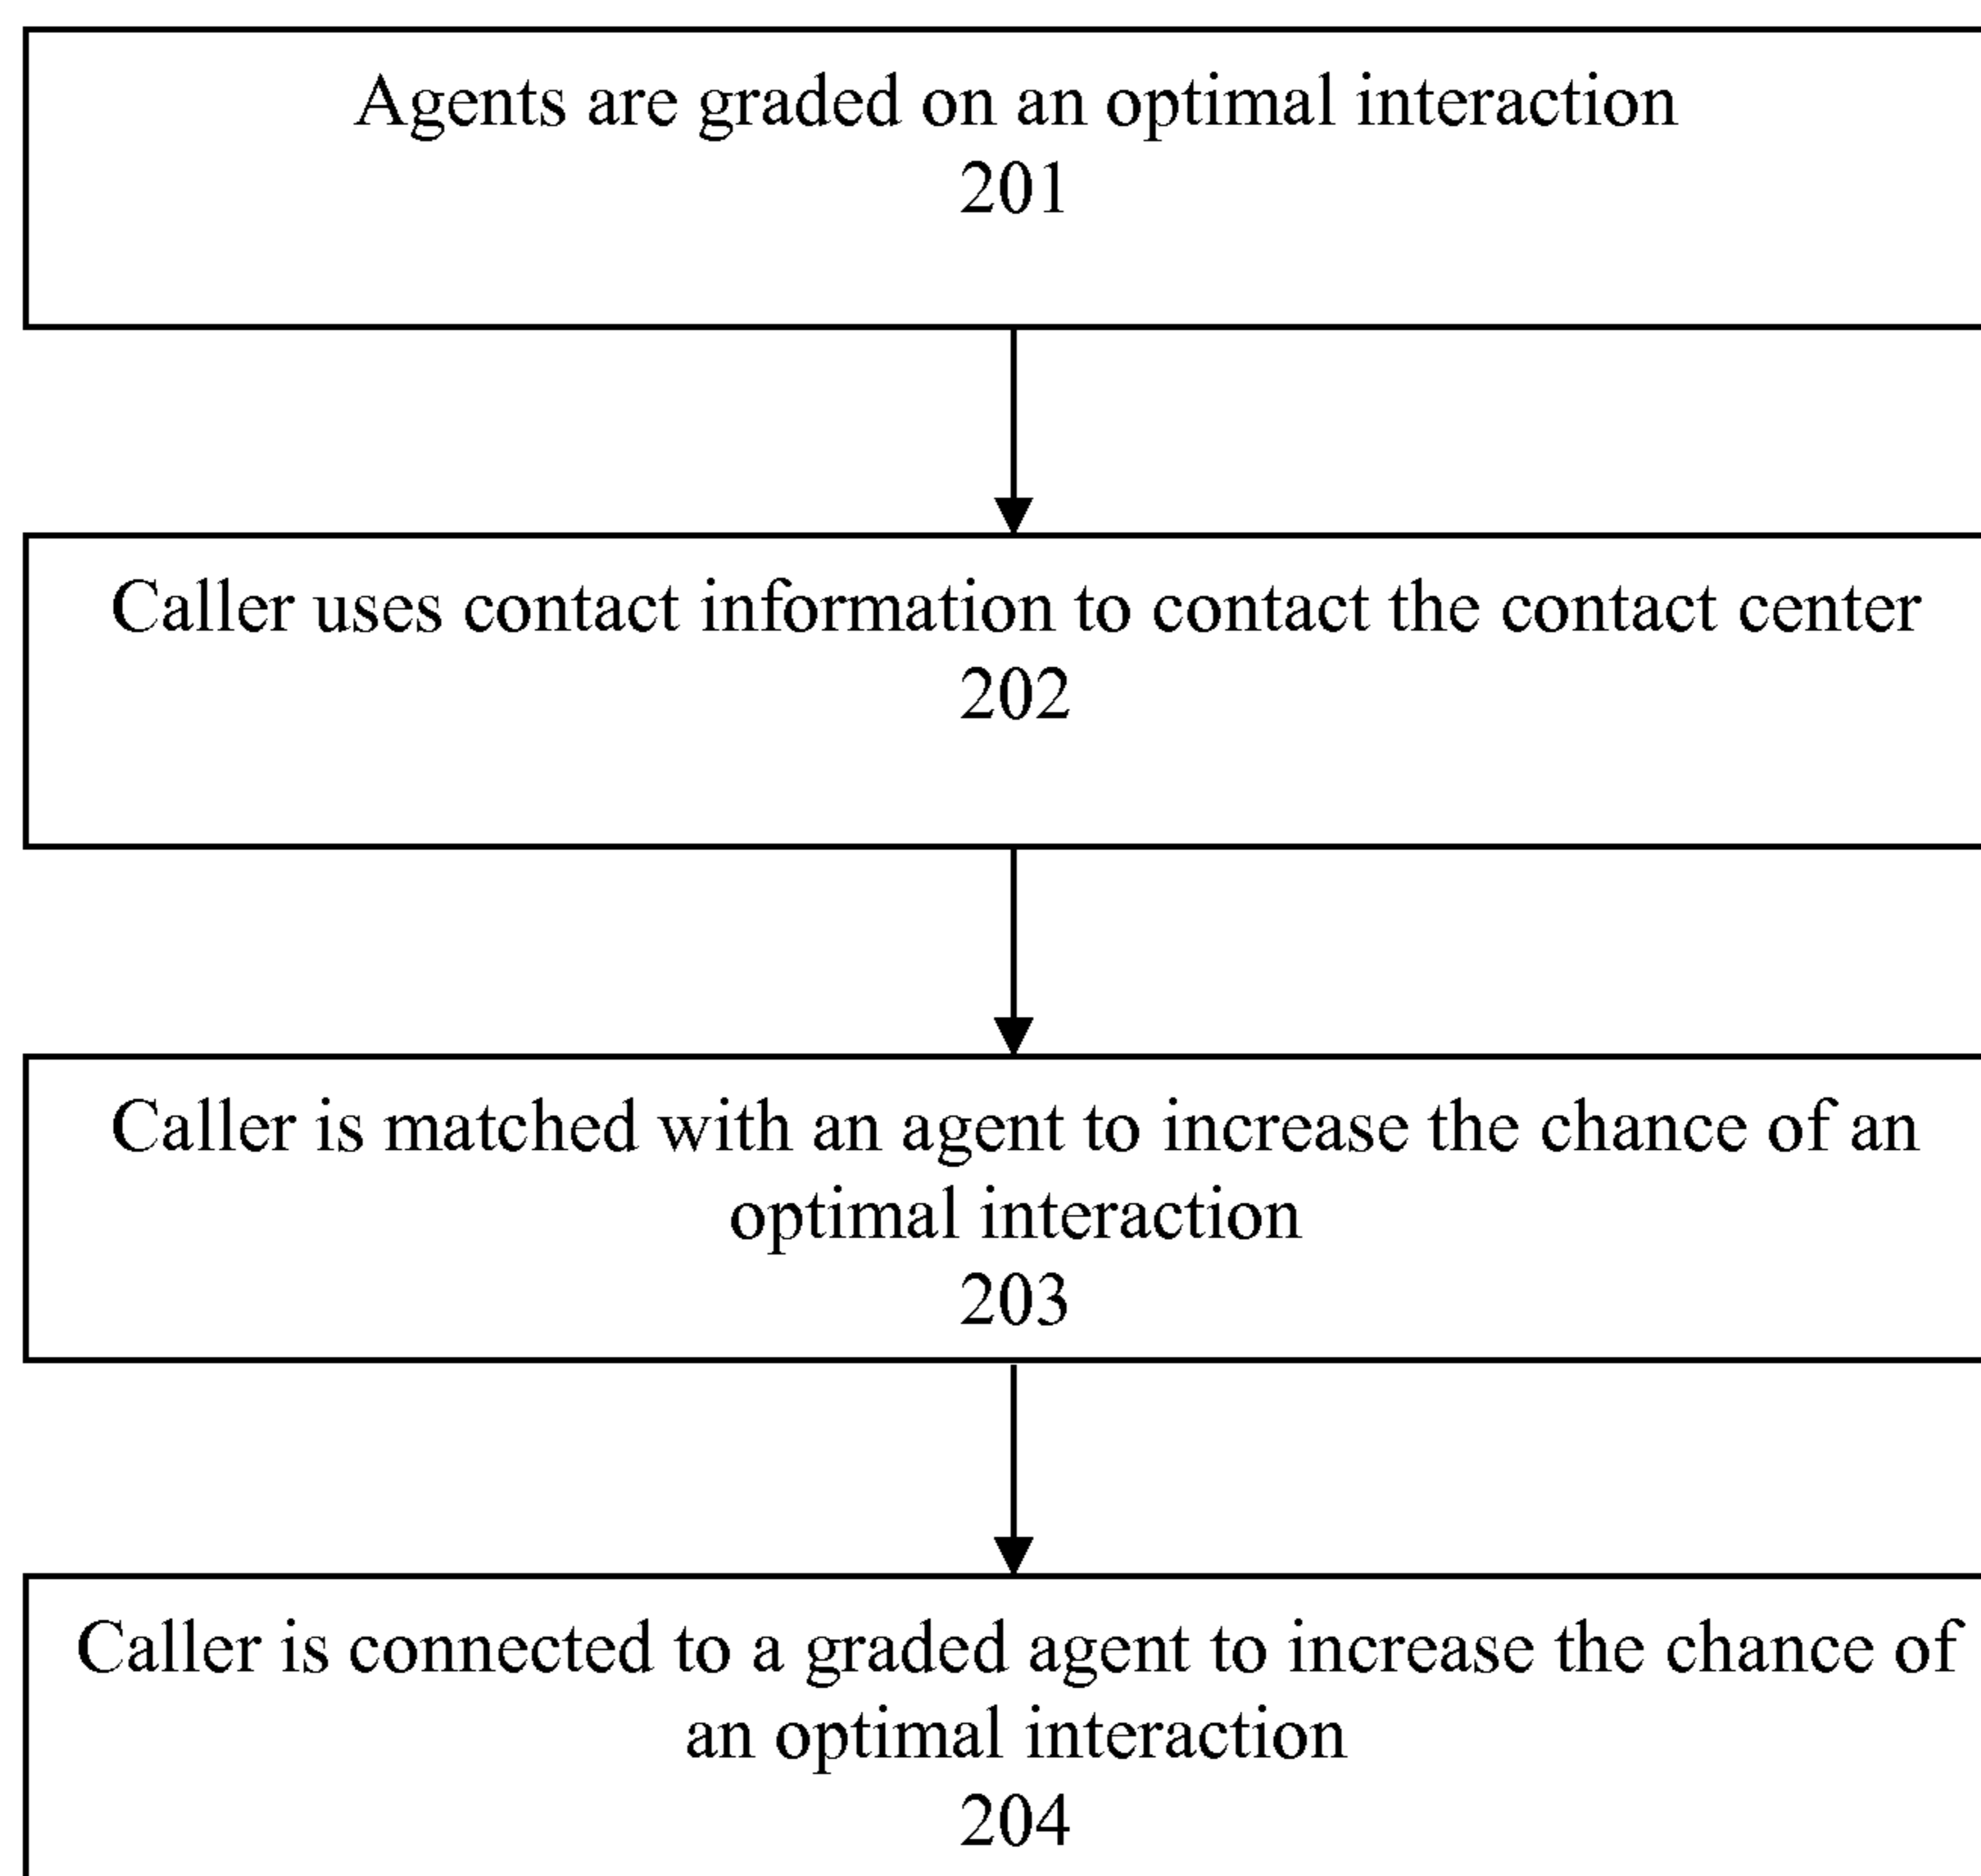 Agents are graded on an optimal interaction
201
Caller uses contact information to contact the contact center
202
Caller is matched with an agent to increase the chance of an
optimal interaction
203
Caller is connected to a graded agent to increase the chance of
an optimal interaction
204